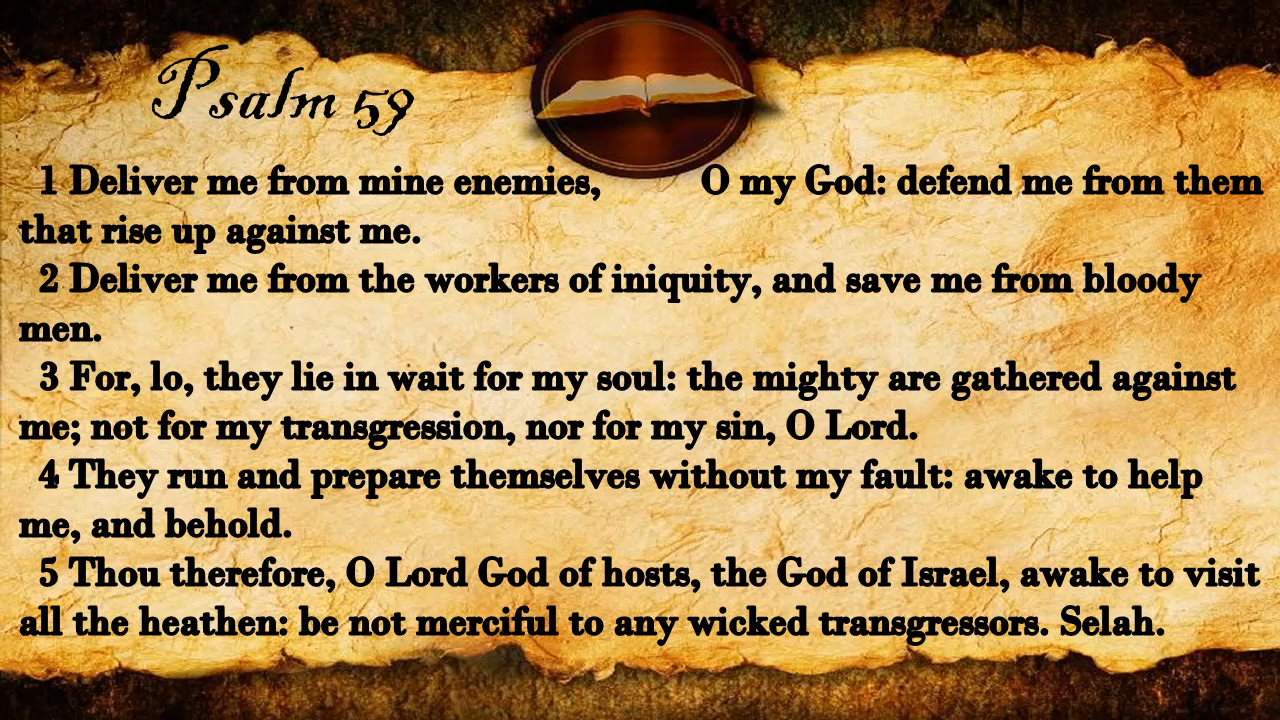 Psalm 59
1 Deliver me from mine enemies, O my God: defend me from them
that rise up against me.
2 Deliver me from the workers of iniquity, and save me from bloody
men.
3 For, lo, they lie in wait for my soul: the mighty are gathered against
me; not for my transgression, nor for my sin, O Lord.
4 They run and prepare themselves without my fault: awake to help
me, and behold.
5 Thou therefore, O Lord God of hosts, the God of Israel, awake to visit
all the heathen: be not merciful to any wicked transgressors. Selah.